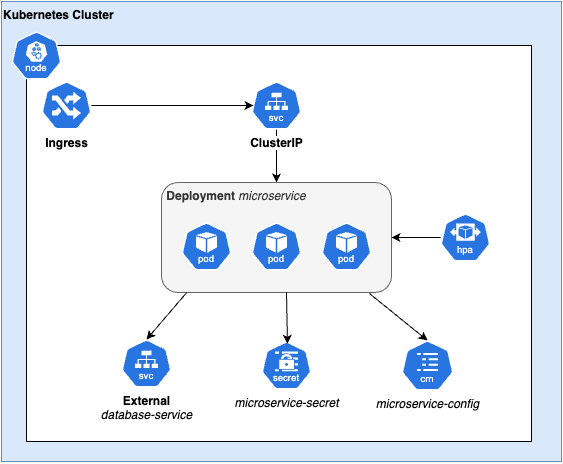 Kubernetes Cluster
node
Ingress
svc
ClusterIP
Deployment microservice
pod
pod
pod
hpa
svc
External
database-service
secret
microservice-secret
cm
microservice-config